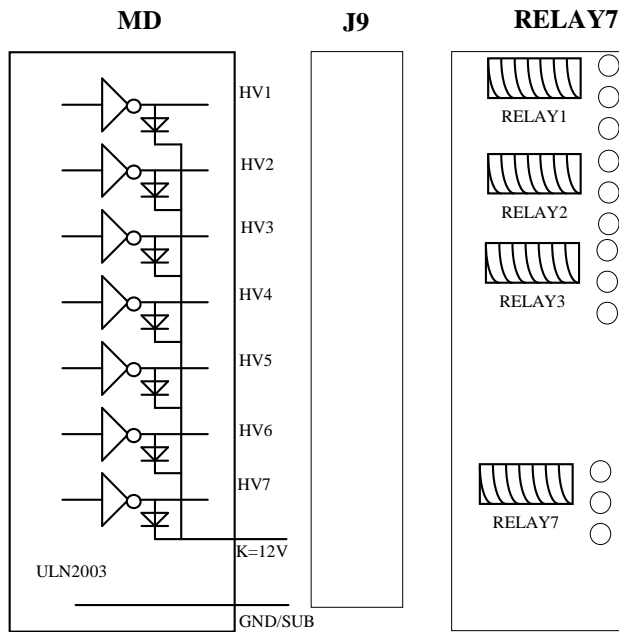 MD
J9
RELAY7
HV1
HV2
HV3
HV4
HV5
HV6
HV7
K=12V
ULN2003
GND/SUB
RELAY1
RELAY2
RELAY3
RELAY7